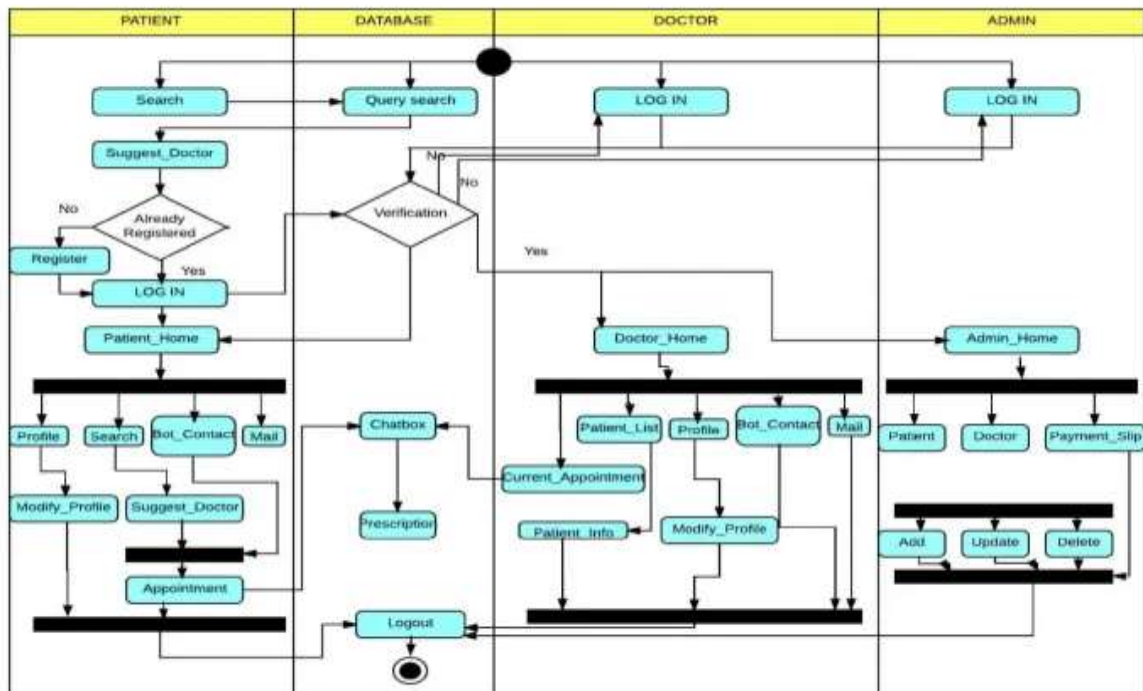 PATIENT
DATABASE
DOCTOR
ADMIN
Search
Query search
LOG IN
LOG IN
Suggest_Doctor
No
No
No
Already
Registered
Verification
Register
Yes
Yes
LOG IN
Patient_Home
Doctor_Home
Admin_Home
Profile
Search
Bot_Contact
Mail
Chatbox
Patient_List
Profile
Bot_Contact
Mail
Patient
Doctor
Payment_Slip
Current_Appointment
Modify_Profile
Suggest_Doctor
Prescription
Patient_Info
Modify_Profile
Add
Update
Delete
Appointment
Logout